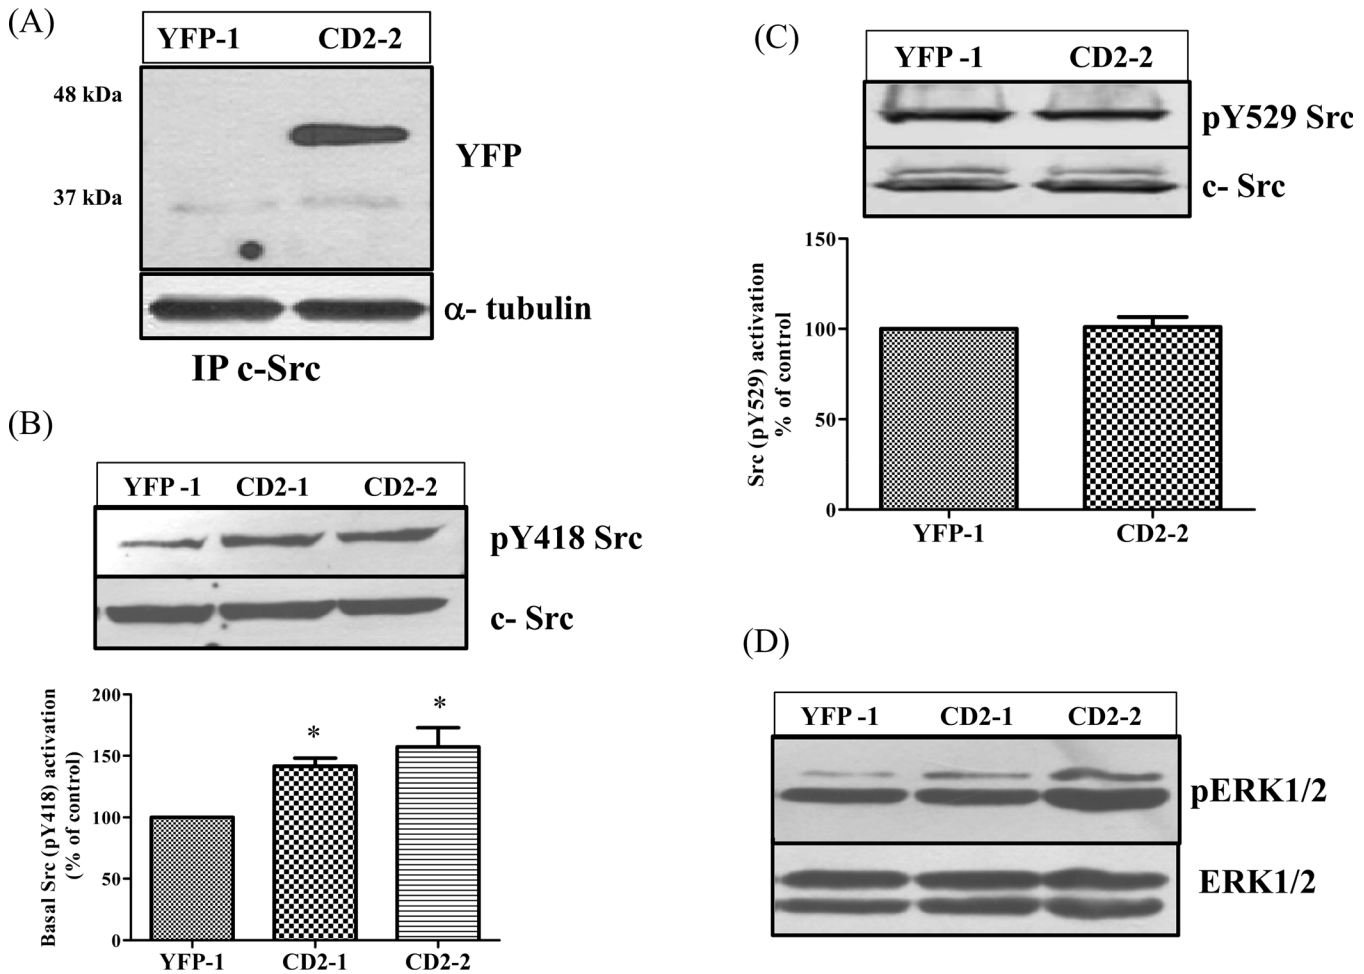 (A)
YFP-1 CD2-2
48 kDa
YFP
37 kDa
α- tubulin
IP c-Src
(B)
YFP -1 CD2-1 CD2-2
pY418 Src
c- Src
Basal Src (pY418) activation
(% of control)
200
150
100
50
0
* *
YFP-1 CD2-1 CD2-2
(C)
YFP -1 CD2-2
pY529 Src
c- Src
Src (pY529) activation
% of control
150
100
50
0
YFP-1 CD2-2
(D)
YFP -1 CD2-1 CD2-2
pERK1/2
ERK1/2